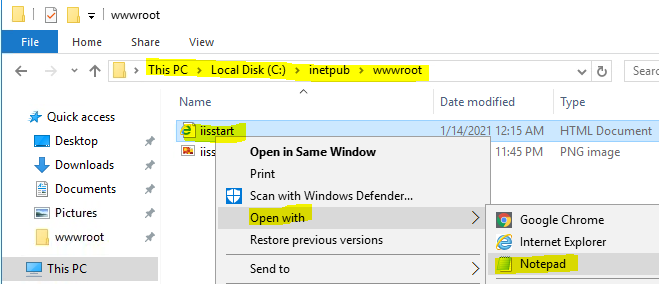 wwwroot
File Home Share View
This PC Local Disk (C:) inetpub wwwroot
Name Date modified Type
Quick access
Desktop
Downloads
Documents
Pictures
wwwroot
This PC
iisstart 1/14/2021 12:15 AM HTML Document
iiss 11:45 PM PNG image
Open in Same Window
Print
Scan with Windows Defender...
Open with
Restore previous versions
Send to
Google Chrome
Internet Explorer
Notepad